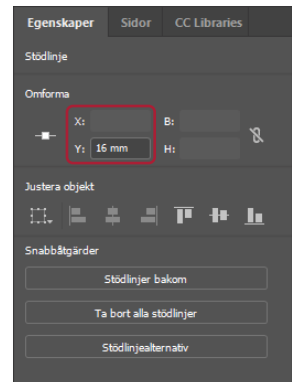 Egenskaper Sidor CC Libraries
Stödlinje
Omforma
X: B:
Y: 16 mm H:
Justera objekt
Snabbåtgärder
Stödlinjer bakom
Ta bort alla stödlinjer
Stödlinjealternativ